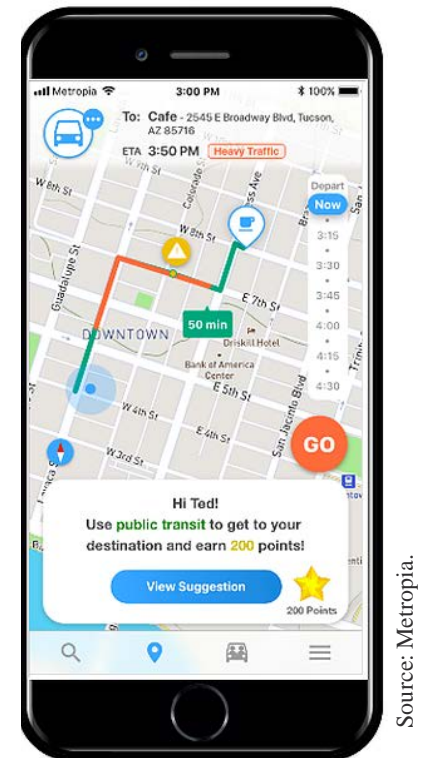 Metropia
3:00 PM
100%
To: Cafe - 2545 E Broadway Blvd, Tucson,
AZ 85716
ETA 3:50 PM Heavy Traffic
Depart
Now
3:15
3:30
3:45
4:00
4:15
4:30
W 8th St
W 9th St
Colorado St
W 8th St
Guadalupe St
E 7th St
50 min
DOWNTOWN
Driskill Hotel
Bank of America
Center
E 5th St
San Jacinto Blvd
Trini
W 4th St
E 4th St
GO
W 3rd St
Lavaca St
Hi Ted!
Use public transit to get to your
destination and earn 200 points!
View Suggestion
200 Points
Source: Metropia.